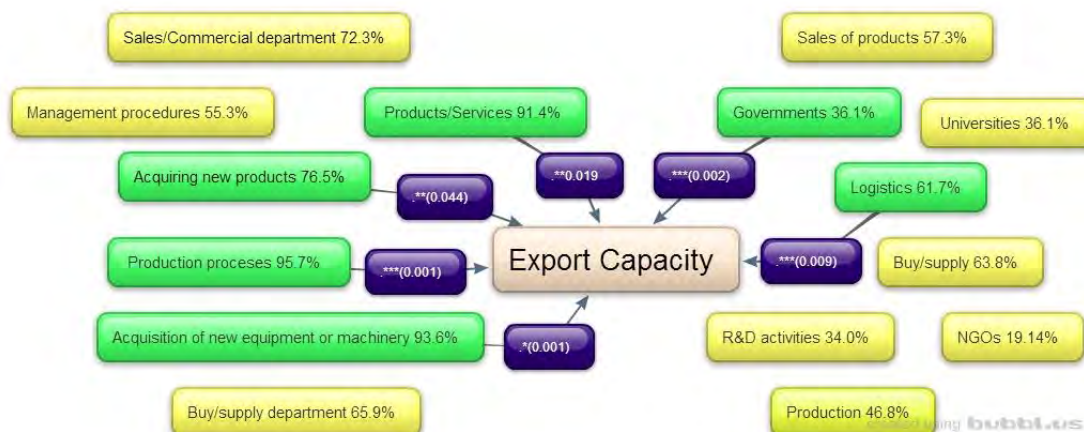 Sales/Commercial department 72.3%
Sales of products 57.3%
Management procedures 55.3%
Products/Services 91.4%
Governments 36.1%
Universities 36.1%
Acquiring new products 76.5%
.**(0.044)
.**0.019
.***(0.002)
Logistics 61.7%
Production proceses 95.7%
.***(0.001)
Export Capacity
.***(0.009)
Buy/supply 63.8%
Acquisition of new equipment or machinery 93.6%
.*(0.001)
R&D activities 34.0%
NGOs 19.14%
Buy/supply department 65.9%
Production 46.8%
created using bubbl.us